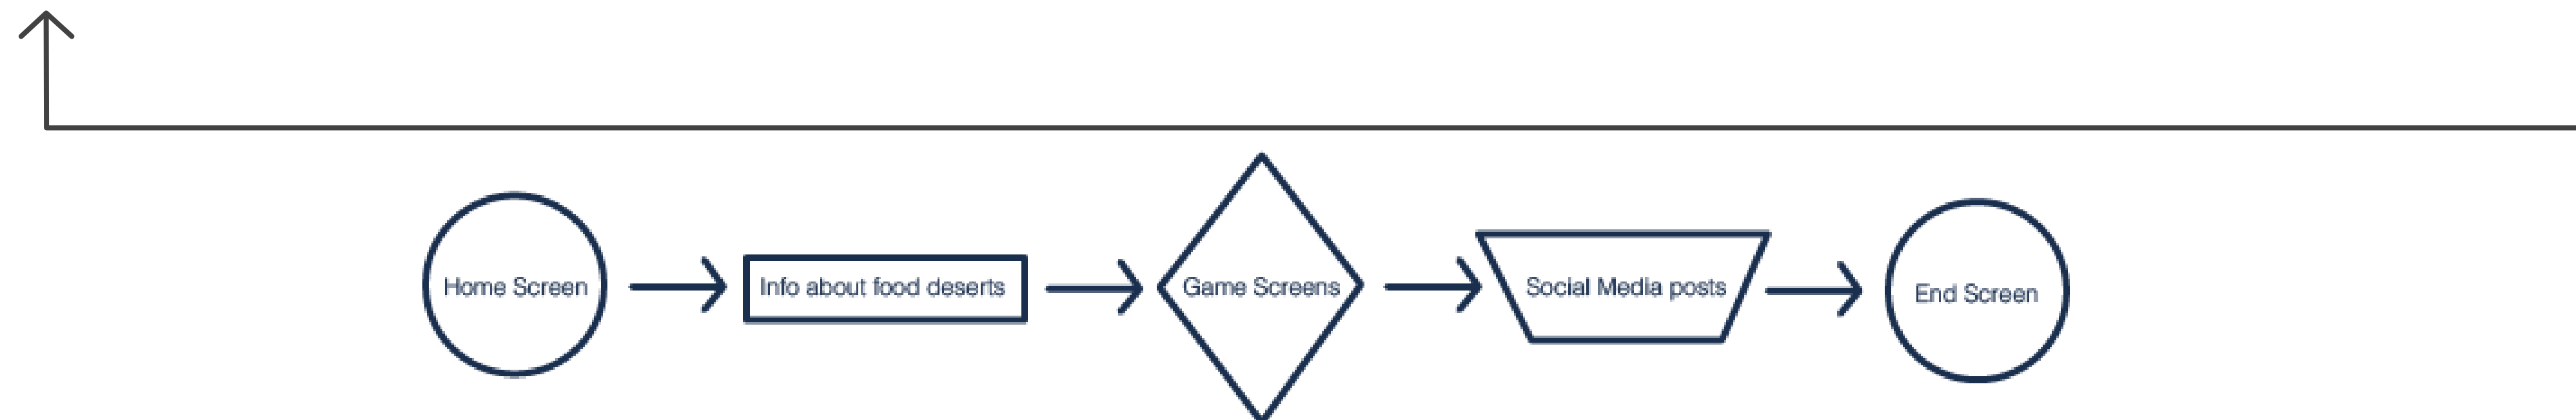 Home Screen
Info about food deserts
Game Screens
Social Media posts
End Screen